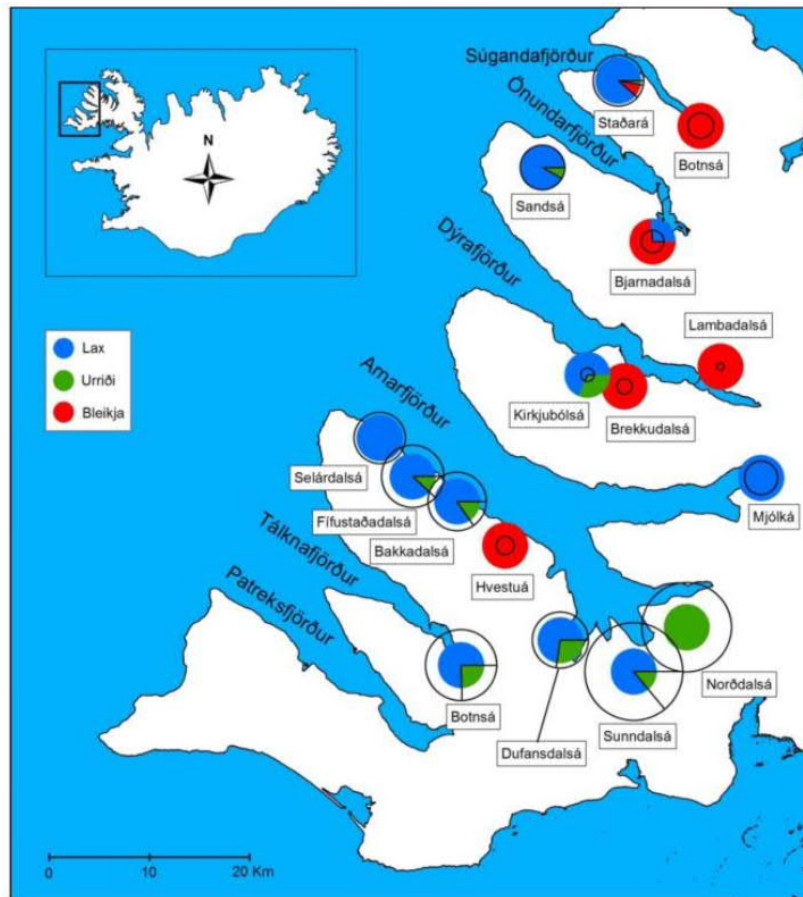 Súgandafjörður
Staðará
Botnsá
Önundarfjörður
Sandsá
Bjarnadalsá
Dýrafjörður
Lambadalsá
Kirkjubólsá
Brekkudalsá
N
Lax
Urriði
Bleikja
Arnarfjörður
Selárdalsá
Fífustaðadalsá
Bakkadalsá
Mjólká
Hvestuá
Tálknafjörður
Patreksfjörður
Botnsá
Dufansdalsá
Sunndalsá
Norðdalsá
0 10 20 Km